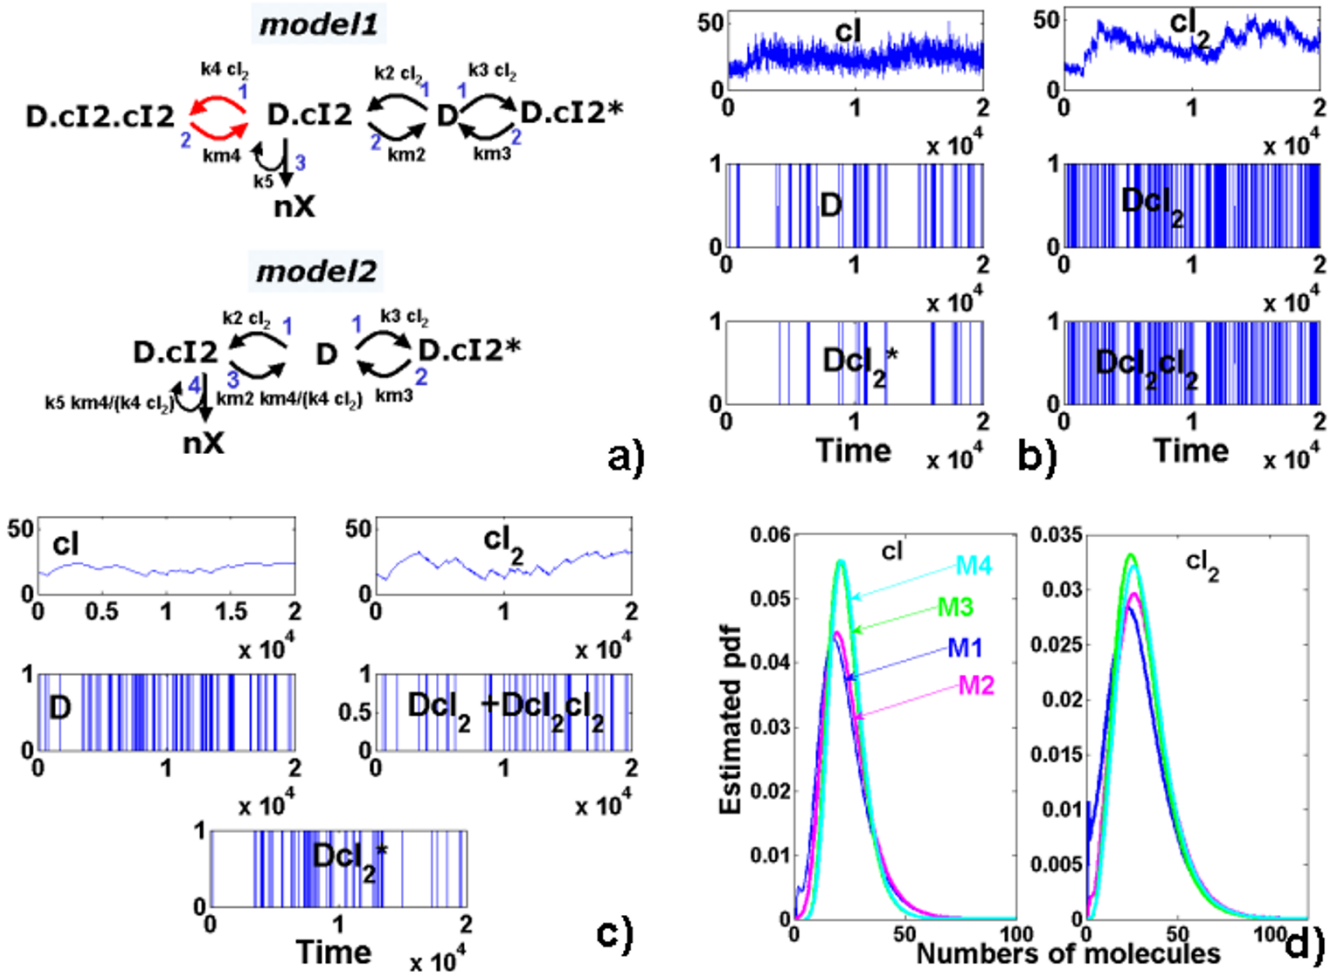 model1
k4 cI2
k2 cI2
k3 cI2
1
1
1
D.cI2.cI2
D.cI2
D
D.cI2*
2
2
2
km4
km2
km3
k5
3
nX
model2
k2 cI2
1
1
k3 cI2
D.cI2
D
D.cI2*
4
3
2
k5 km4/(k4 cI2)
km2 km4/(k4 cI2)
km3
nX
a)
50
0
cI
0
1
2
x 10^4
50
0
cI2
0
1
2
x 10^4
1
0
D
0
1
2
x 10^4
1
0
DcI2
0
1
2
x 10^4
1
0
DcI2*
0
1
2
Time
x 10^4
1
0
DcI2cI2
0
1
2
Time
x 10^4
b)
50
0
cI
0
0.5
1
1.5
2
x 10^4
50
0
cI2
0
1
2
x 10^4
1
0
D
0
1
2
x 10^4
1
0.5
0
DcI2 +DcI2cI2
0
1
2
x 10^4
1
0
DcI2*
0
1
2
Time
x 10^4
c)
0.06
0.05
0.04
0.03
0.02
0.01
0
Estimated pdf
cI
M4
M3
M1
M2
0
50
100
0.035
0.03
0.025
0.02
0.015
0.01
0.005
0
cI2
0
50
100
Numbers of molecules
d)